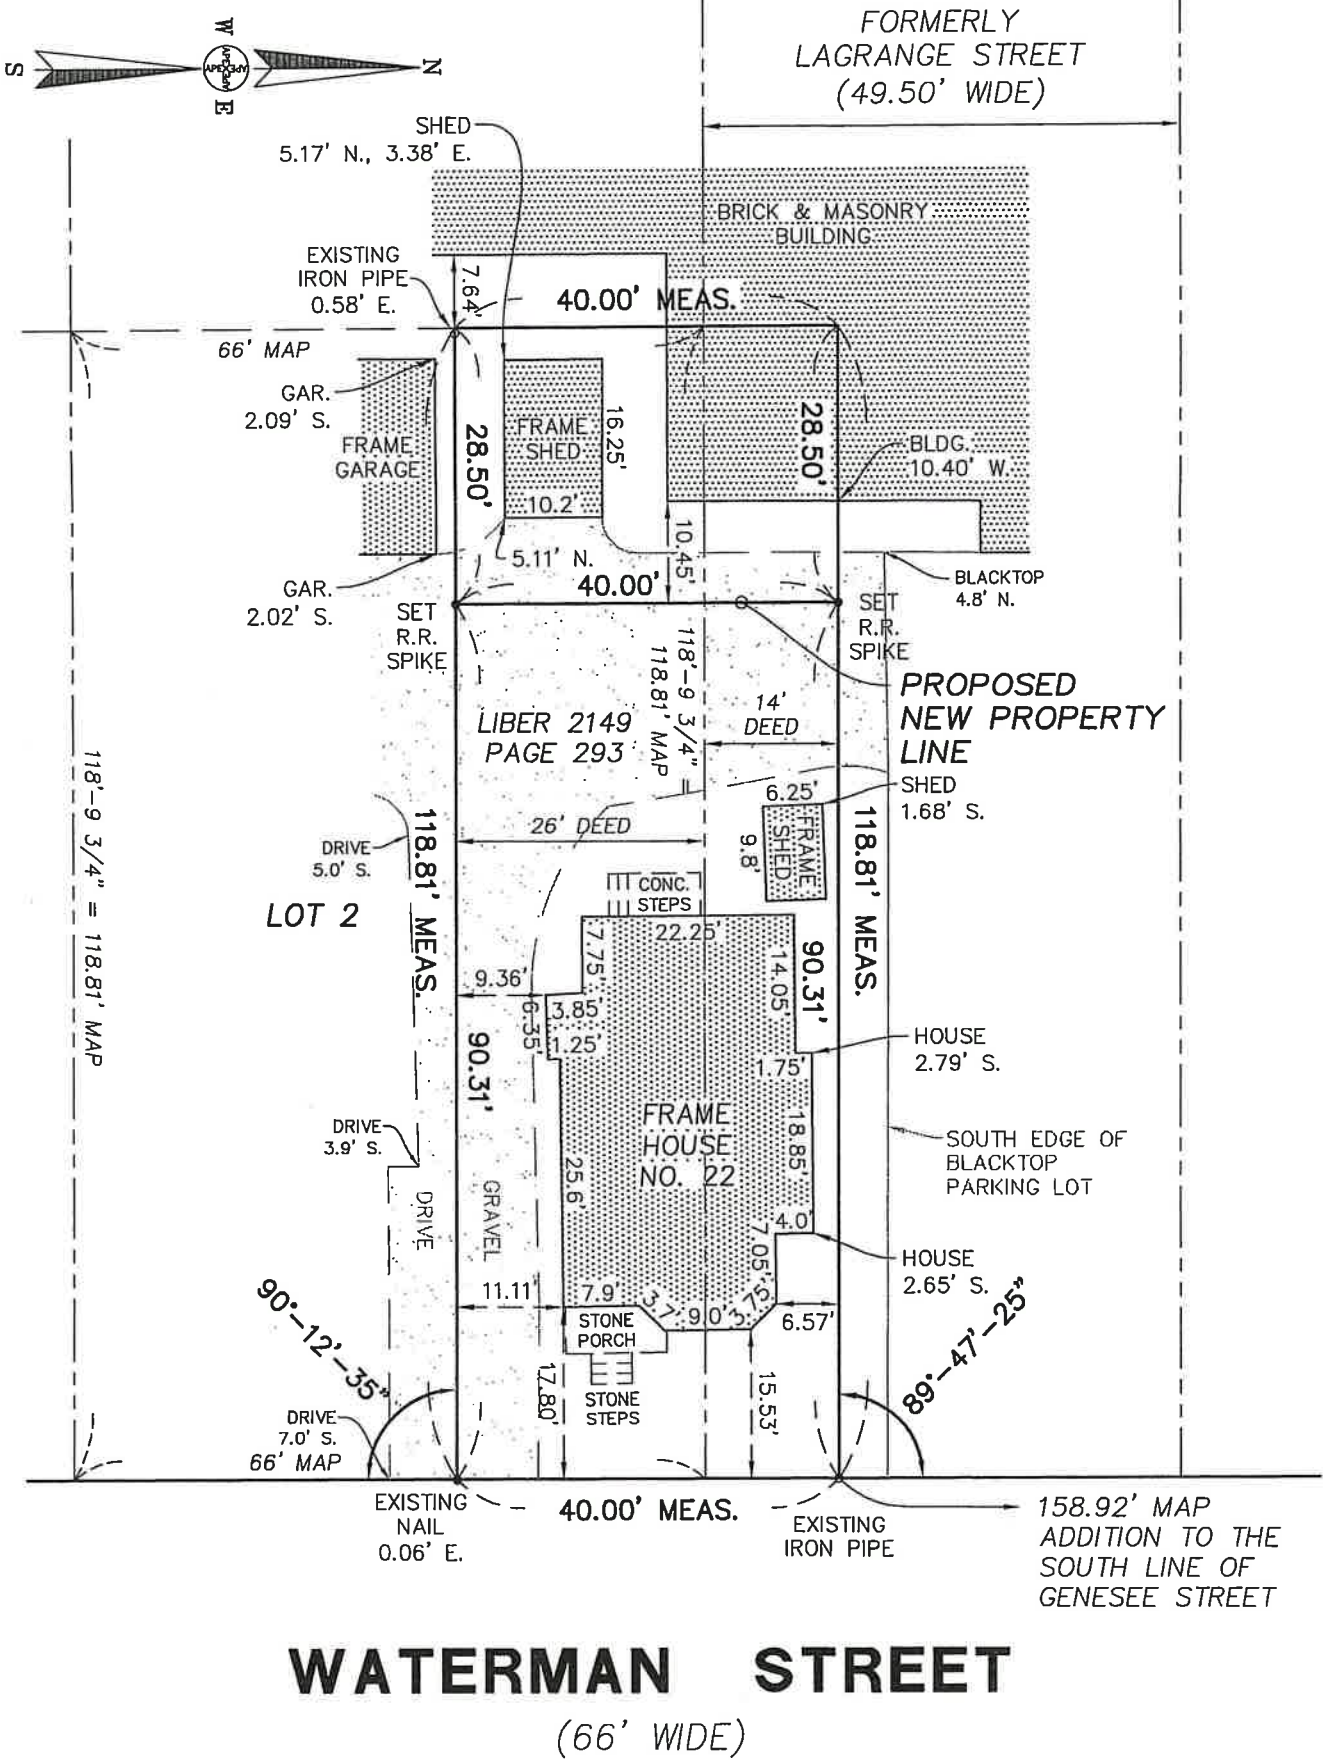 FORMERLY
LAGRANGE STREET
(49.50' WIDE)
W
S
N
E
APEX
SHED
5.17' N., 3.38' E.
BRICK & MASONRY
BUILDING
EXISTING
IRON PIPE
0.58' E.
7.64'
40.00' MEAS.
66' MAP
GAR.
2.09' S.
FRAME
GARAGE
28.50'
FRAME
SHED
16.25'
10.2'
28.50'
BLDG.
10.40' W.
5.11' N.
10.45'
40.00'
GAR.
2.02' S.
BLACKTOP
4.8' N.
SET
R.R.
SPIKE
SET
R.R.
SPIKE
118'-9 3/4" =
118.81' MAP
PROPOSED
NEW PROPERTY
LINE
LIBER 2149
PAGE 293
14'
DEED
118'-9 3/4" = 118.81' MAP
26' DEED
6.25'
FRAME
SHED
9.8'
SHED
1.68' S.
DRIVE
5.0' S.
118.81' MEAS.
118.81' MEAS.
LOT 2
CONC.
STEPS
22.25'
7.75'
14.05'
90.31'
9.36'
3.85'
6.35'
1.25'
90.31'
HOUSE
2.79' S.
1.75'
FRAME
HOUSE
NO. 22
18.85'
25.6'
DRIVE
3.9' S.
SOUTH EDGE OF
BLACKTOP
PARKING LOT
DRIVE
GRAVEL
4.0'
7.05'
HOUSE
2.65' S.
11.11'
7.9'
3.7'
9.0'
3.75'
6.57'
STONE
PORCH
90°-12'-35"
89°-47'-25"
17.80'
15.53'
STONE
STEPS
DRIVE
7.0' S.
66' MAP
EXISTING
NAIL
0.06' E.
40.00' MEAS.
EXISTING
IRON PIPE
158.92' MAP
ADDITION TO THE
SOUTH LINE OF
GENESEE STREET
WATERMAN STREET
(66' WIDE)